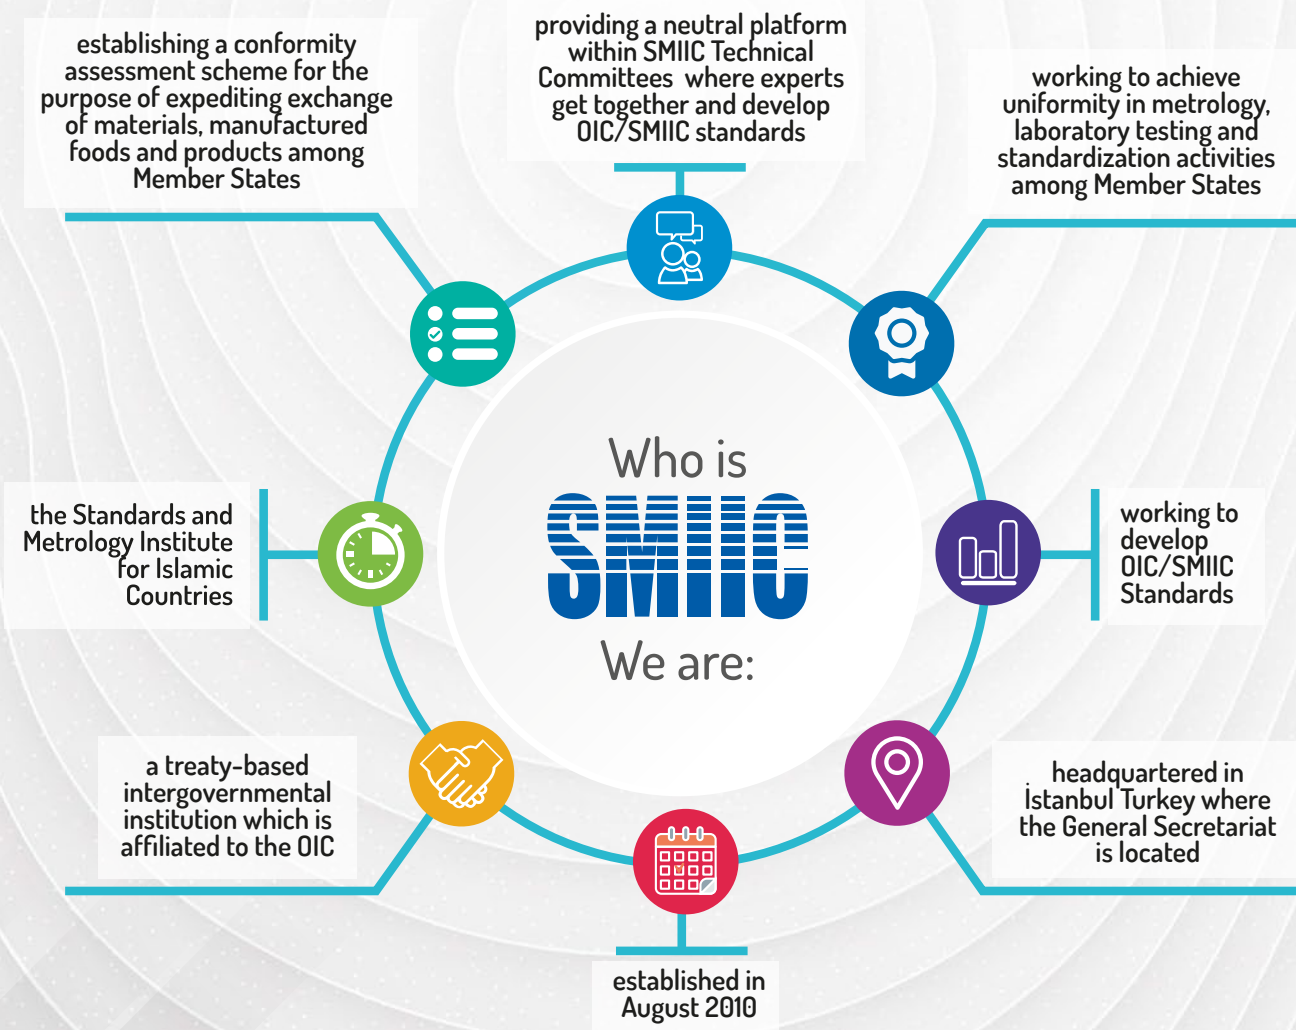 establishing a conformity
assessment scheme for the
purpose of expediting exchange
of materials, manufactured
foods and products among
Member States
providing a neutral platform
within SMIIC Technical
Committees where experts
get together and develop
OIC/SMIIC standards
working to achieve
uniformity in metrology,
laboratory testing and
standardization activities
among Member States
Who is
SMIIC
We are:
the Standards and
Metrology Institute
for Islamic
Countries
working to
develop
OIC/SMIIC
Standards
a treaty-based
intergovernmental
institution which is
affiliated to the OIC
headquartered in
İstanbul Turkey where
the General Secretariat
is located
established in
August 2010